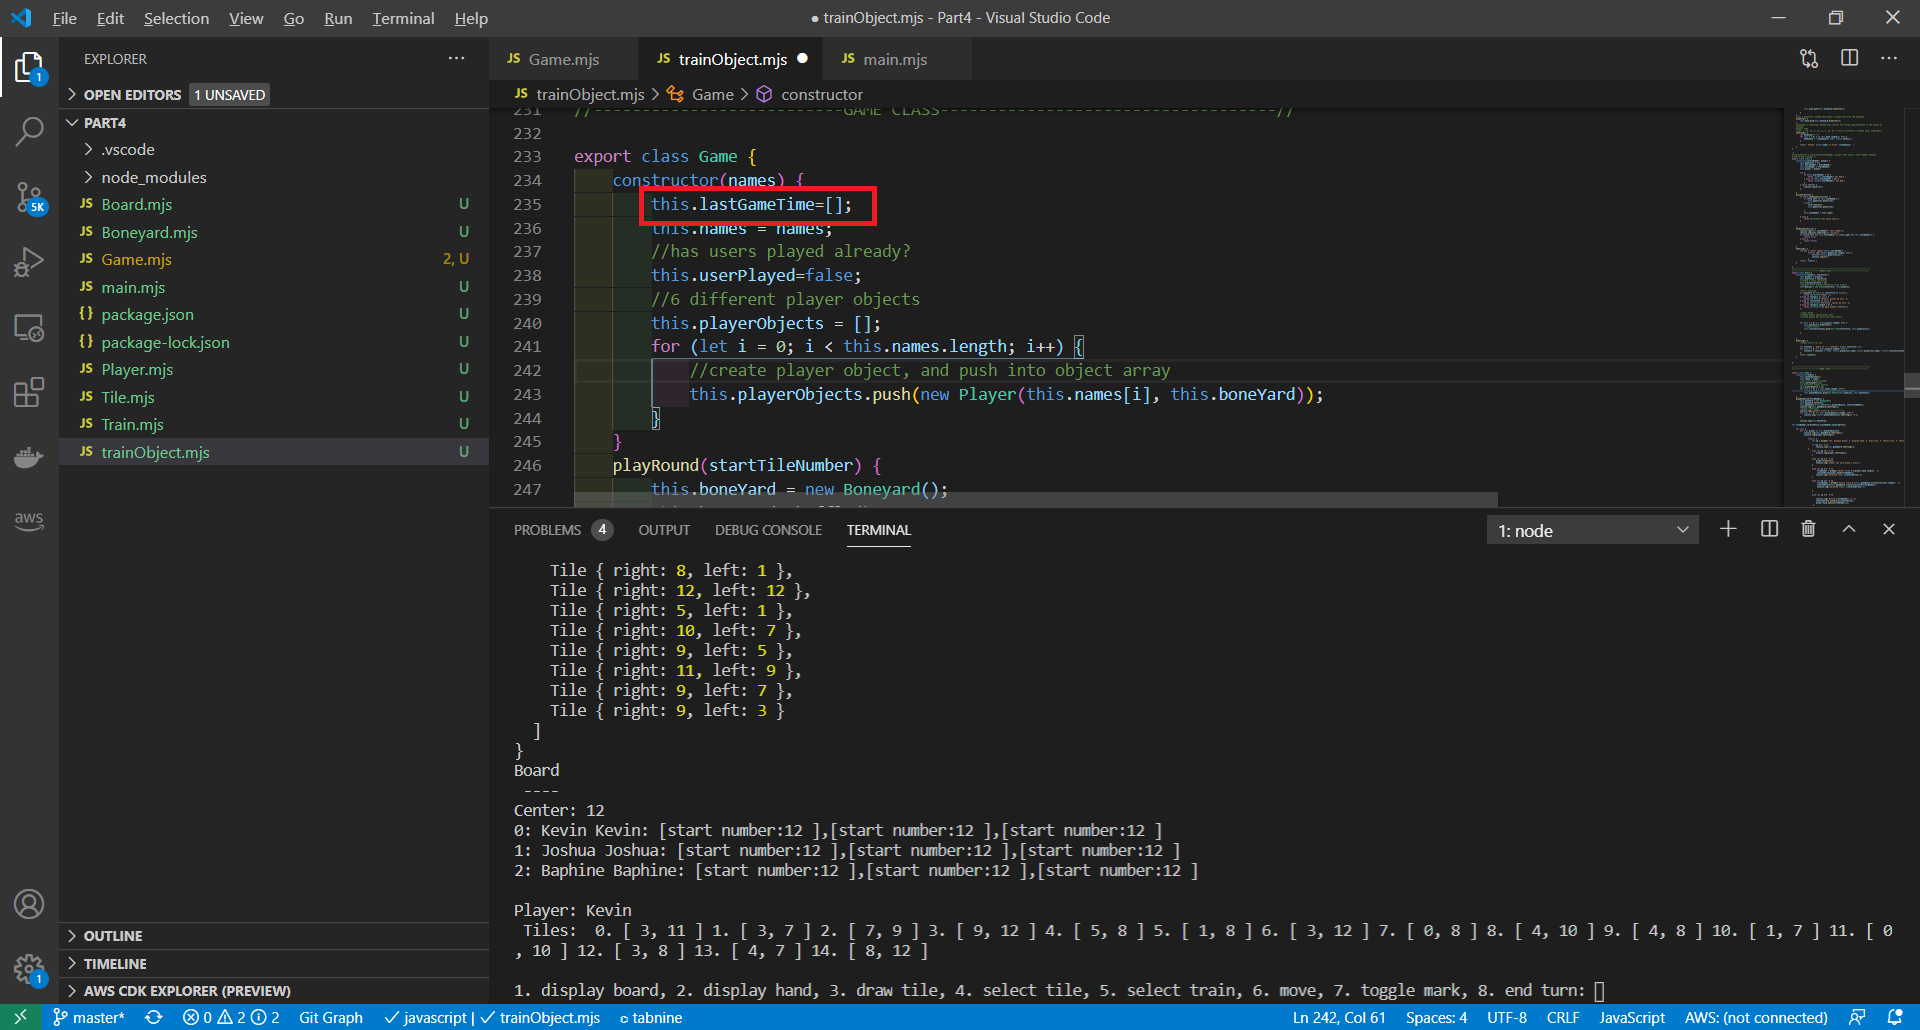 File Edit Selection View Go Run Terminal Help
● trainObject.mjs - Part4 - Visual Studio Code
EXPLORER
OPEN EDITORS 1 UNSAVED
PART4
.vscode
node_modules
JS Board.mjs U
JS Boneyard.mjs U
JS Game.mjs 2, U
JS main.mjs U
{} package.json U
{} package-lock.json U
JS Player.mjs U
JS Tile.mjs U
JS Train.mjs U
JS trainObject.mjs U
OUTLINE
TIMELINE
AWS CDK EXPLORER (PREVIEW)
1
5K
aws
1
JS Game.mjs JS trainObject.mjs ● JS main.mjs
JS trainObject.mjs > Game > constructor
231 //--------------------------GAME CLASS-----------------------------------//
232
233 export class Game {
234 constructor(names) {
235 this.lastGameTime=[];
236 this.names = names;
237 //has users played already?
238 this.userPlayed=false;
239 //6 different player objects
240 this.playerObjects = [];
241 for (let i = 0; i < this.names.length; i++) {
242 //create player object, and push into object array
243 this.playerObjects.push(new Player(this.names[i], this.boneYard));
244 }
245 }
246 playRound(startTileNumber) {
247 this.boneYard = new Boneyard();
PROBLEMS 4 OUTPUT DEBUG CONSOLE TERMINAL 1: node
Tile { right: 8, left: 1 },
Tile { right: 12, left: 12 },
Tile { right: 5, left: 1 },
Tile { right: 10, left: 7 },
Tile { right: 9, left: 5 },
Tile { right: 11, left: 9 },
Tile { right: 9, left: 7 },
Tile { right: 9, left: 3 }
]
}
Board
----
Center: 12
0: Kevin Kevin: [start number:12 ],[start number:12 ],[start number:12 ]
1: Joshua Joshua: [start number:12 ],[start number:12 ],[start number:12 ]
2: Baphine Baphine: [start number:12 ],[start number:12 ],[start number:12 ]
Player: Kevin
Tiles: 0. [ 3, 11 ] 1. [ 3, 7 ] 2. [ 7, 9 ] 3. [ 9, 12 ] 4. [ 5, 8 ] 5. [ 1, 8 ] 6. [ 3, 12 ] 7. [ 0, 8 ] 8. [ 4, 10 ] 9. [ 4, 8 ] 10. [ 1, 7 ] 11. [ 0
, 10 ] 12. [ 3, 8 ] 13. [ 4, 7 ] 14. [ 8, 12 ]
1. display board, 2. display hand, 3. draw tile, 4. select tile, 5. select train, 6. move, 7. toggle mark, 8. end turn:
master* 0 2 2 Git Graph javascript | trainObject.mjs tabnine Ln 242, Col 61 Spaces: 4 UTF-8 CRLF JavaScript AWS: (not connected)